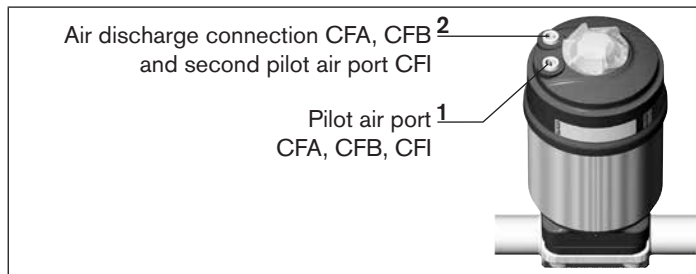 Air discharge connection CFA, CFB 2
and second pilot air port CFI
Pilot air port 1
CFA, CFB, CFI